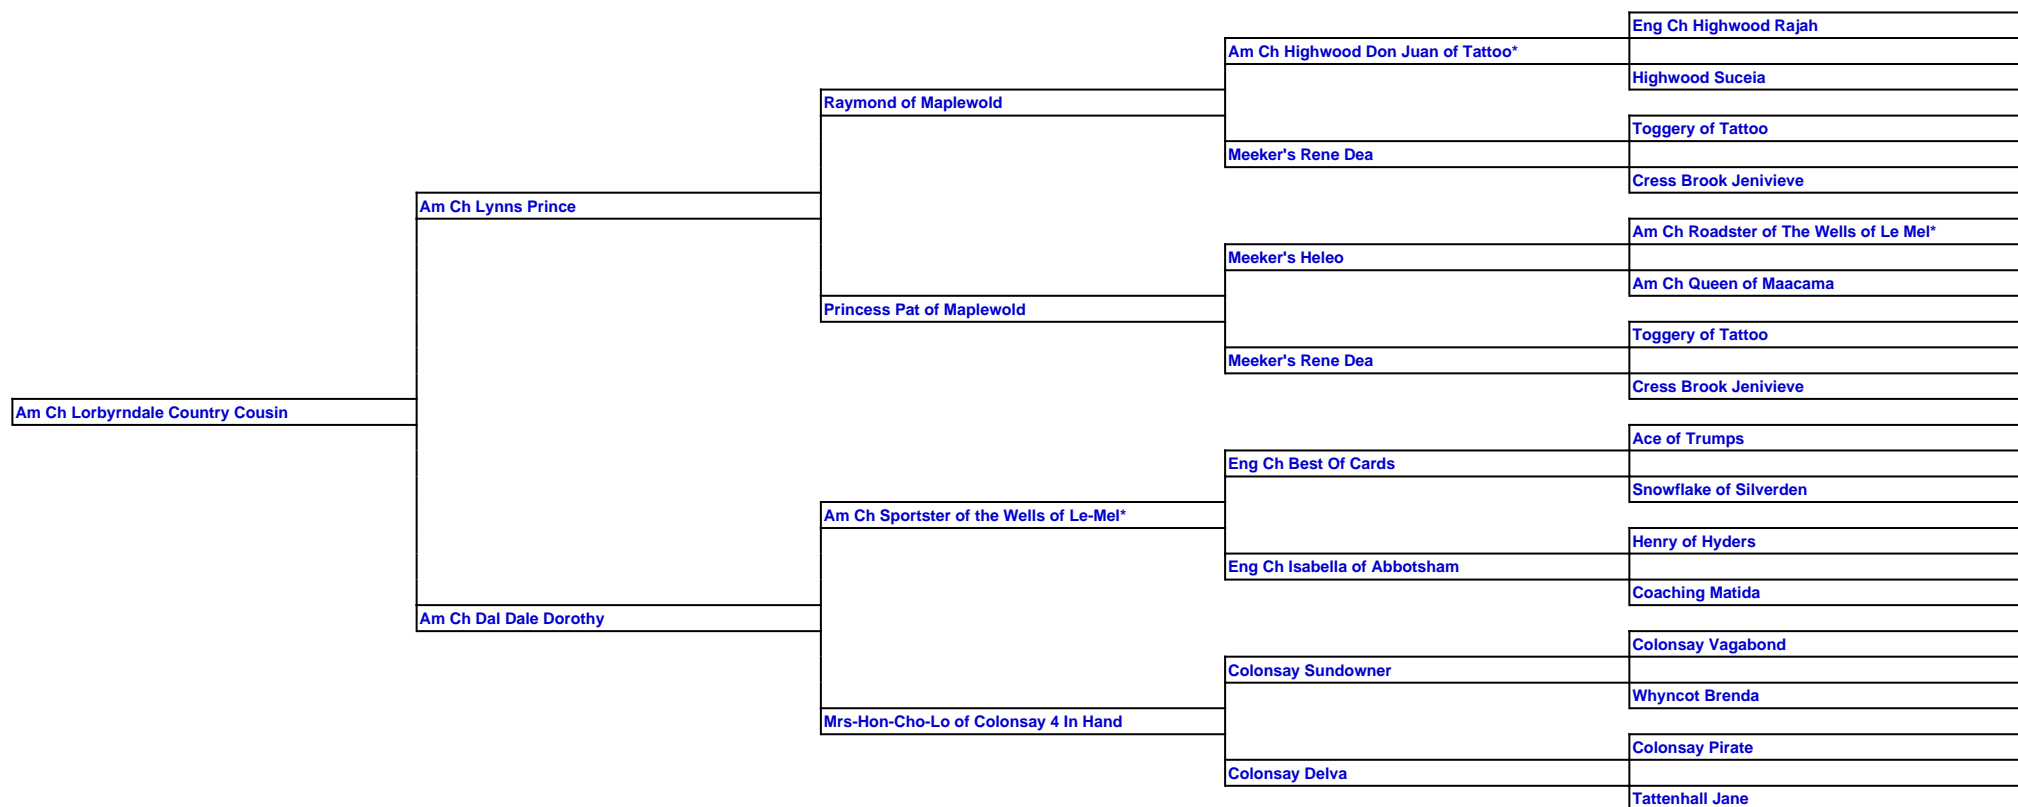 Eng Ch Highwood Rajah
Am Ch Highwood Don Juan of Tattoo*
Highwood Suceia
Raymond of Maplewold
Toggery of Tattoo
Meeker's Rene Dea
Cress Brook Jenivieve
Am Ch Lynns Prince
Am Ch Roadster of The Wells of Le Mel*
Meeker's Heleo
Am Ch Queen of Maacama
Princess Pat of Maplewold
Toggery of Tattoo
Meeker's Rene Dea
Cress Brook Jenivieve
Am Ch Lorbyrndale Country Cousin
Ace of Trumps
Eng Ch Best Of Cards
Snowflake of Silverden
Am Ch Sportster of the Wells of Le-Mel*
Henry of Hyders
Eng Ch Isabella of Abbotsham
Coaching Matida
Am Ch Dal Dale Dorothy
Colonsay Vagabond
Colonsay Sundowner
Whyncot Brenda
Mrs-Hon-Cho-Lo of Colonsay 4 In Hand
Colonsay Pirate
Colonsay Delva
Tattenhall Jane